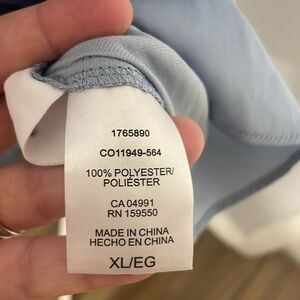 1765890
CO11949-564
100% POLYESTER/
POLIÉSTER
CA 04991
RN 159550
MADE IN CHINA
HECHO EN CHINA
XL/EG